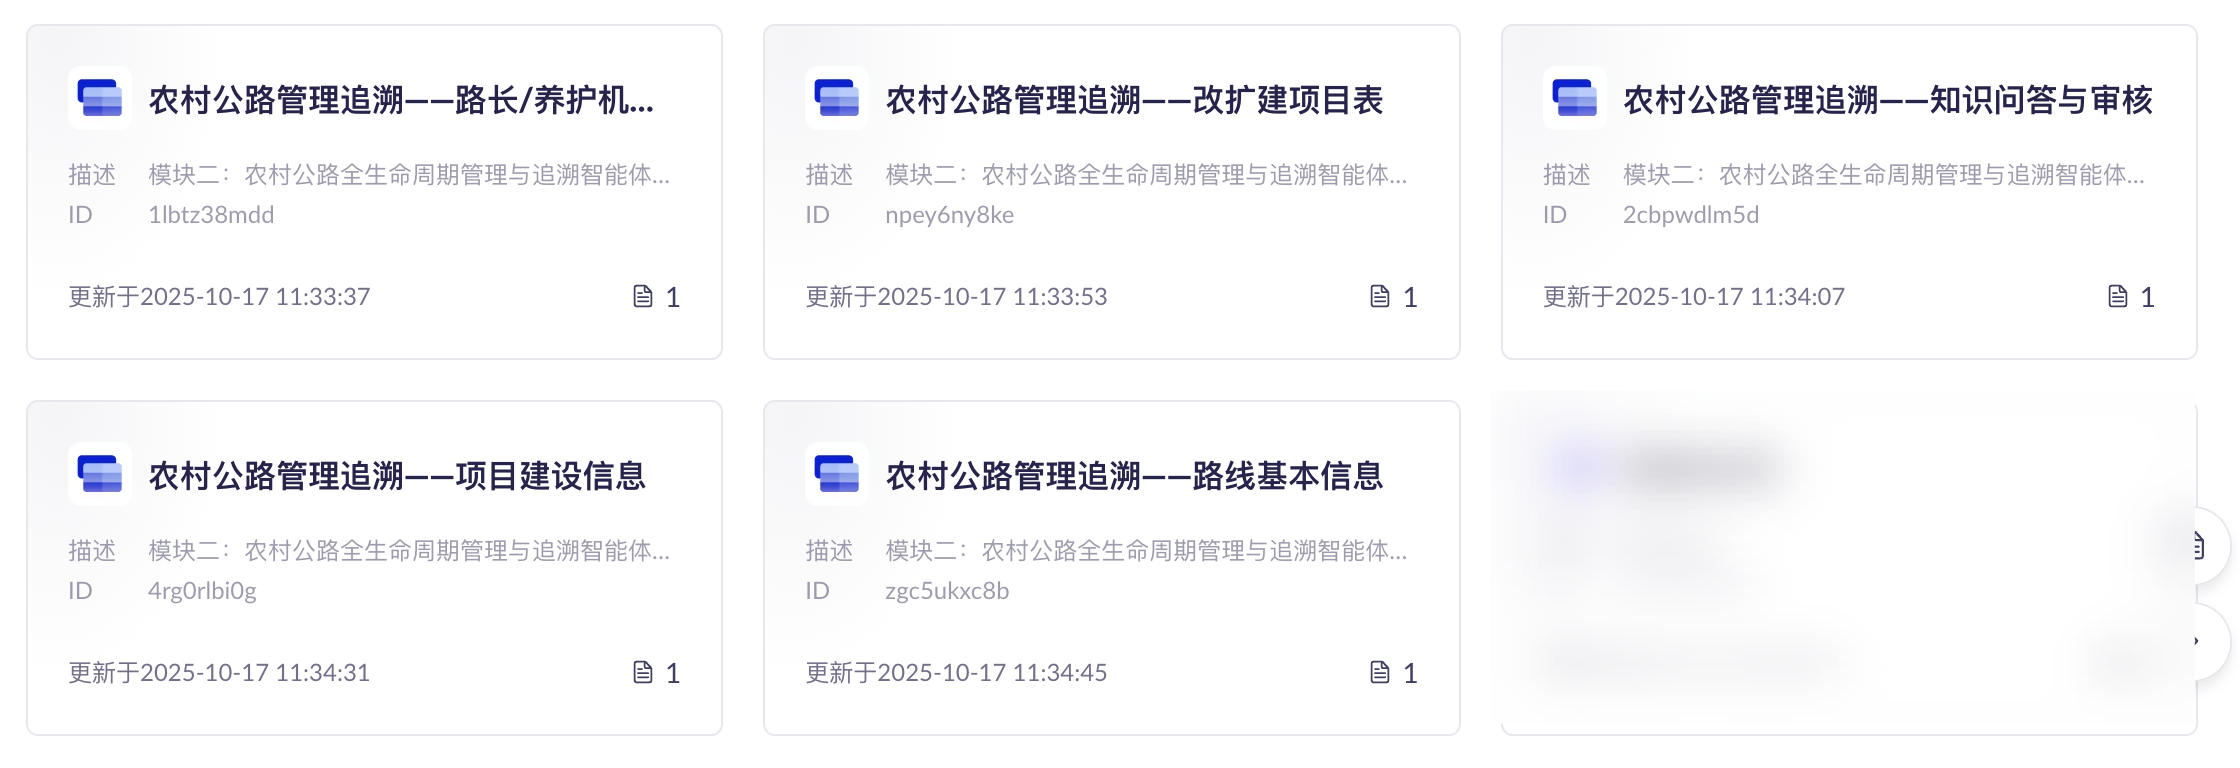 农村公路管理追溯——路长/养护机...
描述 模块二：农村公路全生命周期管理与追溯智能体...
ID 1lbtz38mdd
更新于2025-10-17 11:33:37 1
农村公路管理追溯——改扩建项目表
描述 模块二：农村公路全生命周期管理与追溯智能体...
ID npey6ny8ke
更新于2025-10-17 11:33:53 1
农村公路管理追溯——知识问答与审核
描述 模块二：农村公路全生命周期管理与追溯智能体...
ID 2cbpwdlm5d
更新于2025-10-17 11:34:07 1
农村公路管理追溯——项目建设信息
描述 模块二：农村公路全生命周期管理与追溯智能体...
ID 4rg0rlbi0g
更新于2025-10-17 11:34:31 1
农村公路管理追溯——路线基本信息
描述 模块二：农村公路全生命周期管理与追溯智能体...
ID zgc5ukxc8b
更新于2025-10-17 11:34:45 1